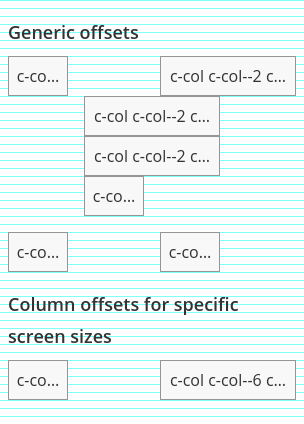 Generic offsets
c-co... c-col c-col--2 c...
c-col c-col--2 c...
c-col c-col--2 c...
c-co...
c-co... c-co...
Column offsets for specific
screen sizes
c-co... c-col c-col--6 c...